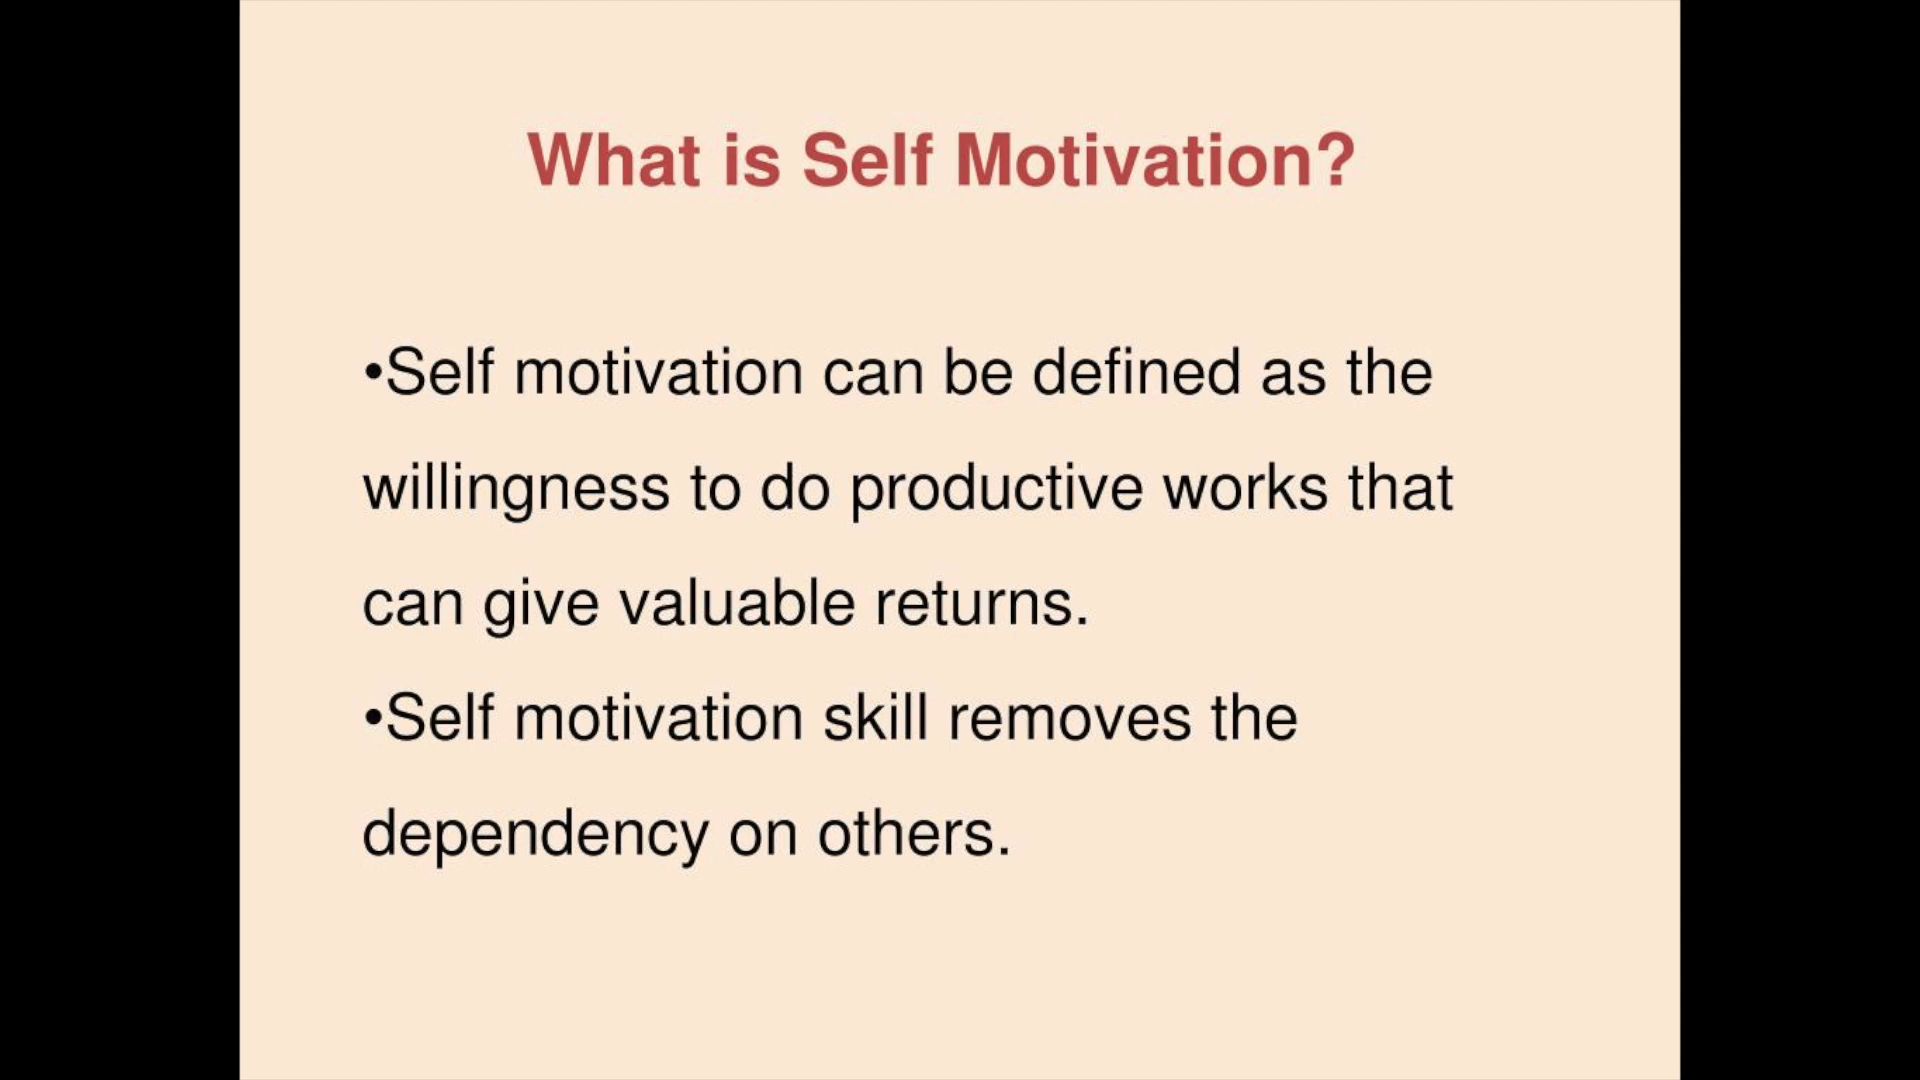 What is Self Motivation?
•Self motivation can be defined as the
willingness to do productive works that
can give valuable returns.
•Self motivation skill removes the
dependency on others.